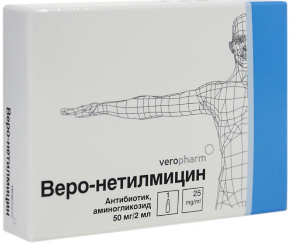 veropharm
Веро-нетилмицин
Антибиотик,
аминогликозид
50 мг/2 мл
25
mg/ml
Веро-нетилмицин